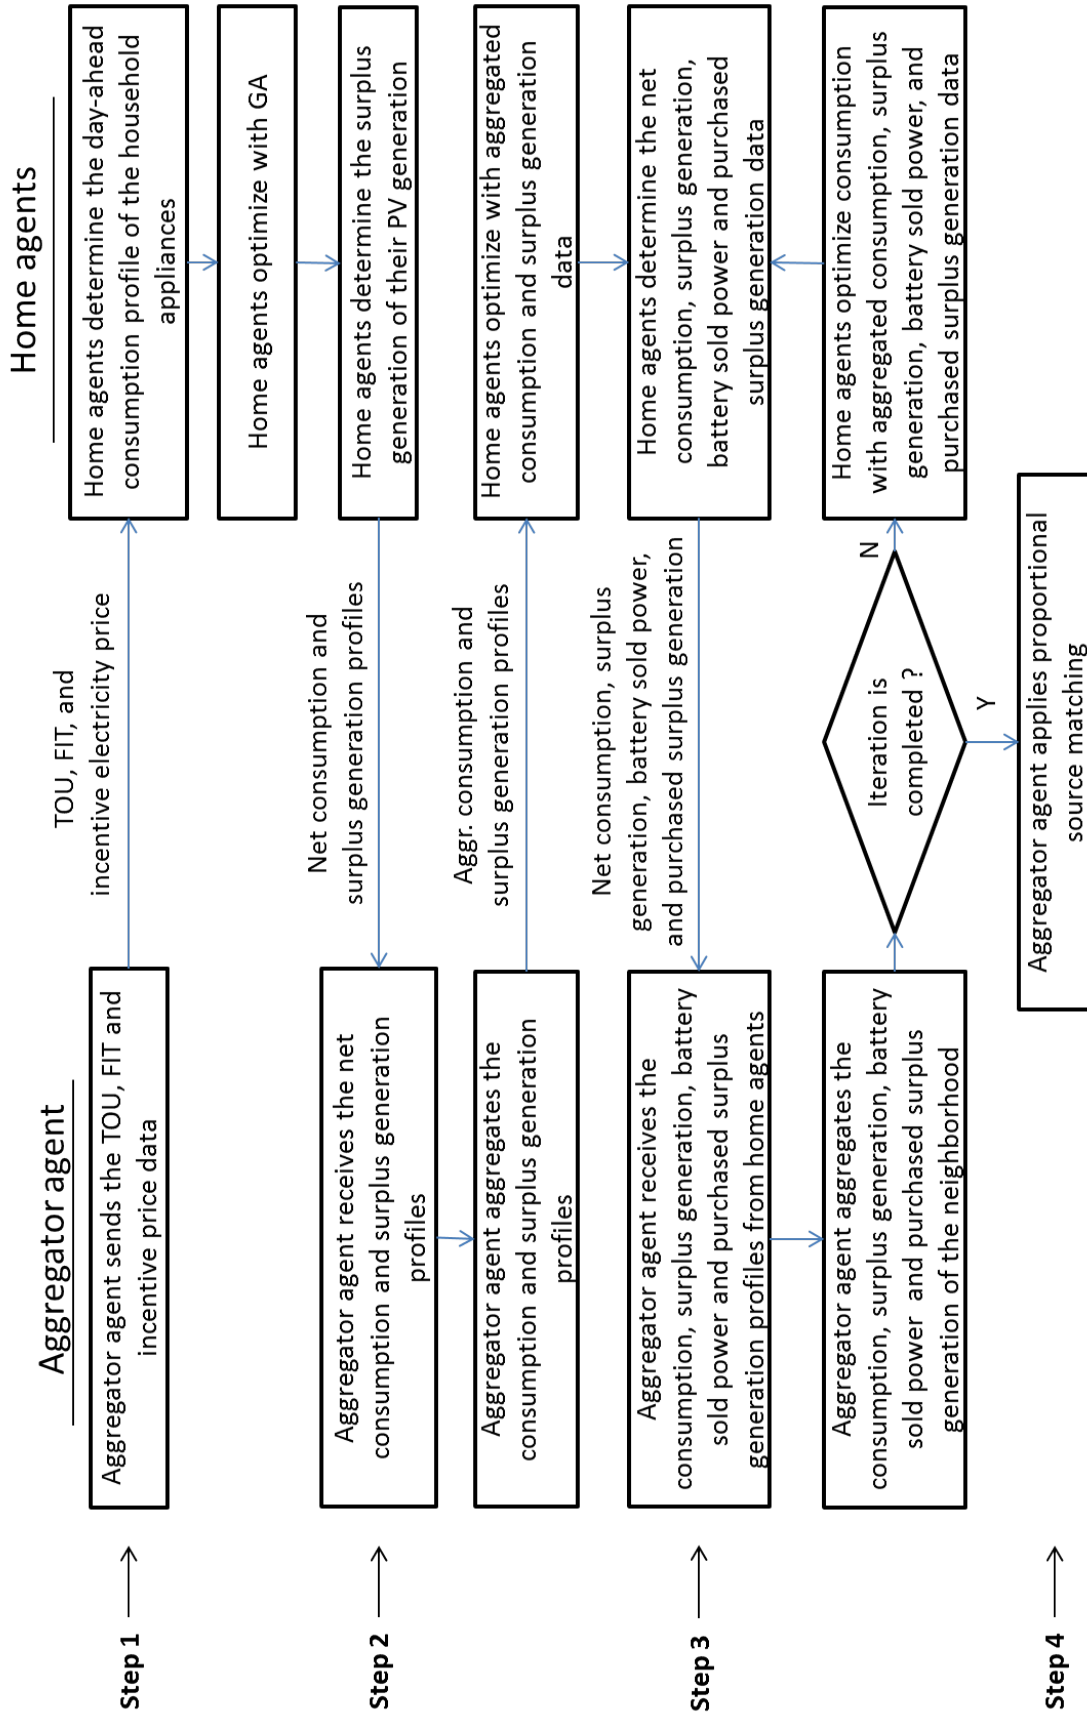 Aggregator agent
Home agents
Step 1
Aggregator agent sends the TOU, FIT and
incentive price data
TOU, FIT, and
incentive electricity price
Home agents determine the day-ahead
consumption profile of the household
appliances
Home agents optimize with GA
Step 2
Aggregator agent receives the net
consumption and surplus generation
profiles
Net consumption and
surplus generation profiles
Home agents determine the surplus
generation of their PV generation
Aggregator agent aggregates the
consumption and surplus generation
profiles
Aggr. consumption and
surplus generation profiles
Home agents optimize with aggregated
consumption and surplus generation
data
Step 3
Aggregator agent receives the
consumption, surplus generation, battery
sold power and purchased surplus
generation profiles from home agents
Net consumption, surplus
generation, battery sold power,
and purchased surplus generation
Home agents determine the net
consumption, surplus generation,
battery sold power and purchased
surplus generation data
Aggregator agent aggregates the
consumption, surplus generation, battery
sold power and purchased surplus
generation of the neighborhood
Iteration is
completed ?
N
Y
Home agents optimize consumption
with aggregated consumption, surplus
generation, battery sold power, and
purchased surplus generation data
Step 4
Aggregator agent applies proportional
source matching